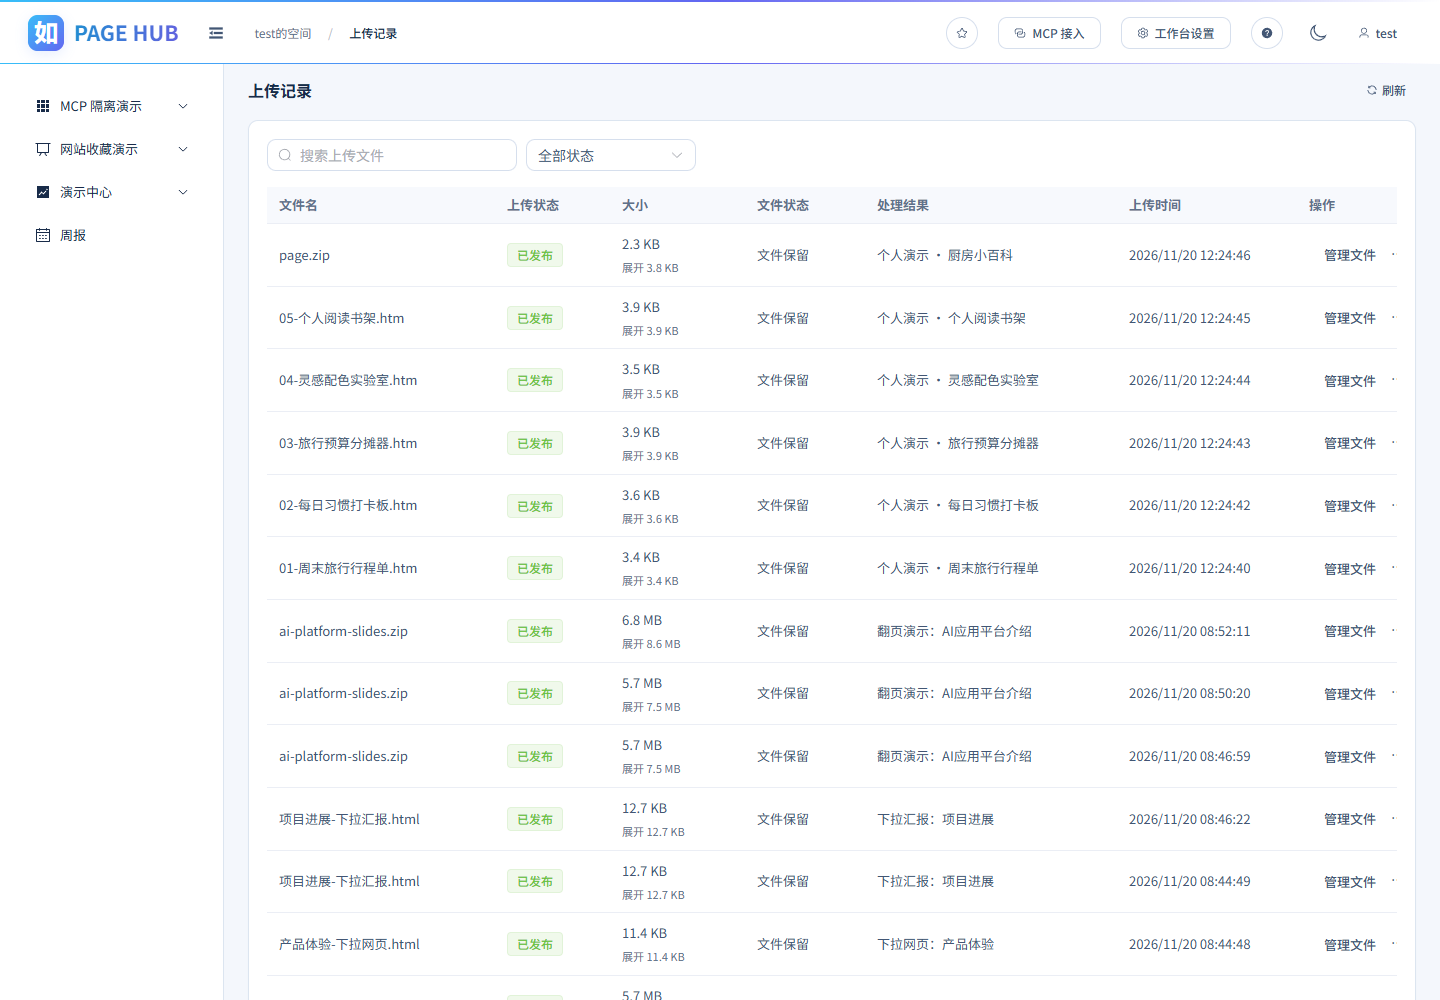 如 PAGE HUB
test的空间 / 上传记录
MCP 接入
工作台设置
test
MCP 隔离演示
网站收藏演示
演示中心
周报
上传记录
刷新
搜索上传文件
全部状态
文件名 上传状态 大小 文件状态 处理结果 上传时间 操作
page.zip 已发布 2.3 KB 文件保留 个人演示 · 厨房小百科 2026/11/20 12:24:46 管理文件
展开 3.8 KB
05-个人阅读书架.htm 已发布 3.9 KB 文件保留 个人演示 · 个人阅读书架 2026/11/20 12:24:45 管理文件
展开 3.9 KB
04-灵感配色实验室.htm 已发布 3.5 KB 文件保留 个人演示 · 灵感配色实验室 2026/11/20 12:24:44 管理文件
展开 3.5 KB
03-旅行预算分摊器.htm 已发布 3.9 KB 文件保留 个人演示 · 旅行预算分摊器 2026/11/20 12:24:43 管理文件
展开 3.9 KB
02-每日习惯打卡板.htm 已发布 3.6 KB 文件保留 个人演示 · 每日习惯打卡板 2026/11/20 12:24:42 管理文件
展开 3.6 KB
01-周末旅行行程单.htm 已发布 3.4 KB 文件保留 个人演示 · 周末旅行行程单 2026/11/20 12:24:40 管理文件
展开 3.4 KB
ai-platform-slides.zip 已发布 6.8 MB 文件保留 翻页演示：AI应用平台介绍 2026/11/20 08:52:11 管理文件
展开 8.6 MB
ai-platform-slides.zip 已发布 5.7 MB 文件保留 翻页演示：AI应用平台介绍 2026/11/20 08:50:20 管理文件
展开 7.5 MB
ai-platform-slides.zip 已发布 5.7 MB 文件保留 翻页演示：AI应用平台介绍 2026/11/20 08:46:59 管理文件
展开 7.5 MB
项目进展-下拉汇报.html 已发布 12.7 KB 文件保留 下拉汇报：项目进展 2026/11/20 08:46:22 管理文件
展开 12.7 KB
项目进展-下拉汇报.html 已发布 12.7 KB 文件保留 下拉汇报：项目进展 2026/11/20 08:44:49 管理文件
展开 12.7 KB
产品体验-下拉网页.html 已发布 11.4 KB 文件保留 下拉网页：产品体验 2026/11/20 08:44:48 管理文件
展开 11.4 KB
5.7 MB